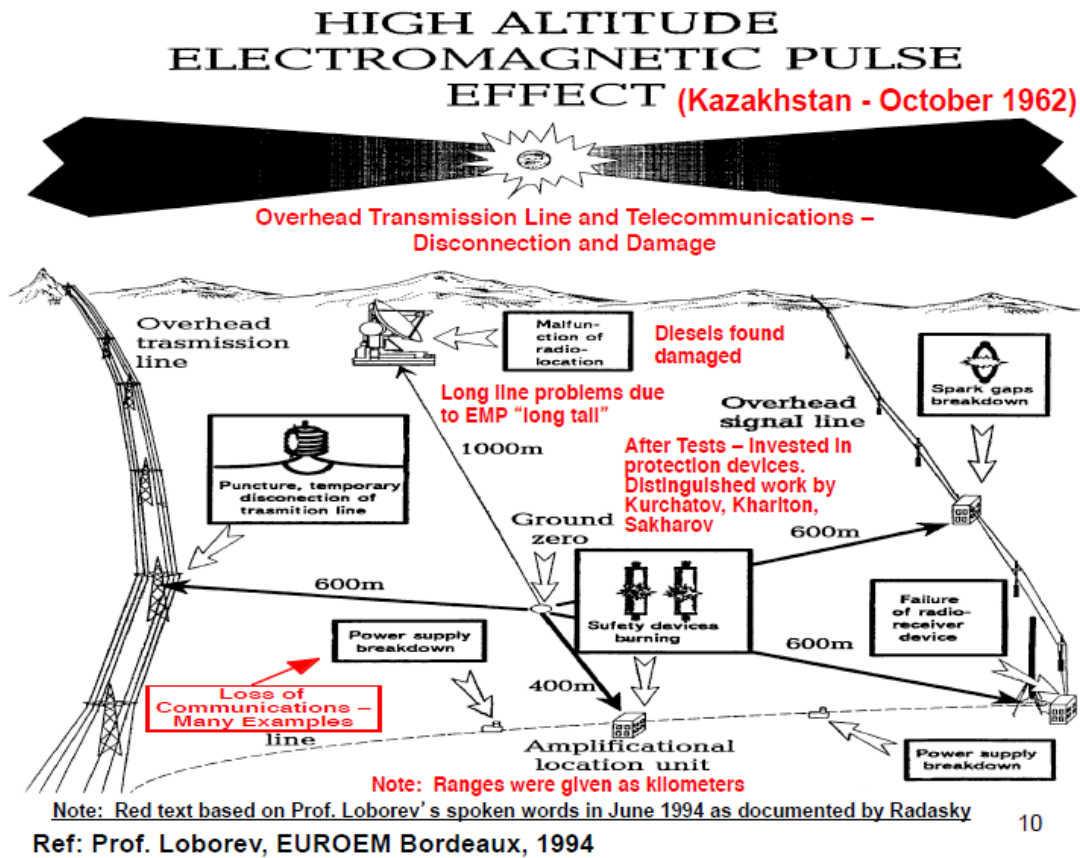 HIGH ALTITUDE
ELECTROMAGNETIC PULSE
EFFECT (Kazakhstan - October 1962)
Overhead Transmission Line and Telecommunications –
Disconnection and Damage
Overhead
trasmission
line
Malfun-
ction of
radio-
location
Diesels found
damaged
Spark gaps
breakdown
Long line problems due
to EMP “long tail”
Overhead
signal line
1000m
Puncture, temporary
disconection of
trasmition line
After Tests – Invested in
protection devices.
Distinguished work by
Kurchatov, Khariton,
Sakharov
Ground
zero
600m
600m
Sufety devices
burning
Failure
of radio-
receiver
device
Power supply
breakdown
600m
400m
Loss of
Communications –
Many Examples
line
Amplificational
location unit
Power supply
breakdown
Note: Ranges were given as kilometers
Note: Red text based on Prof. Loborev's spoken words in June 1994 as documented by Radasky
10
Ref: Prof. Loborev, EUROEM Bordeaux, 1994